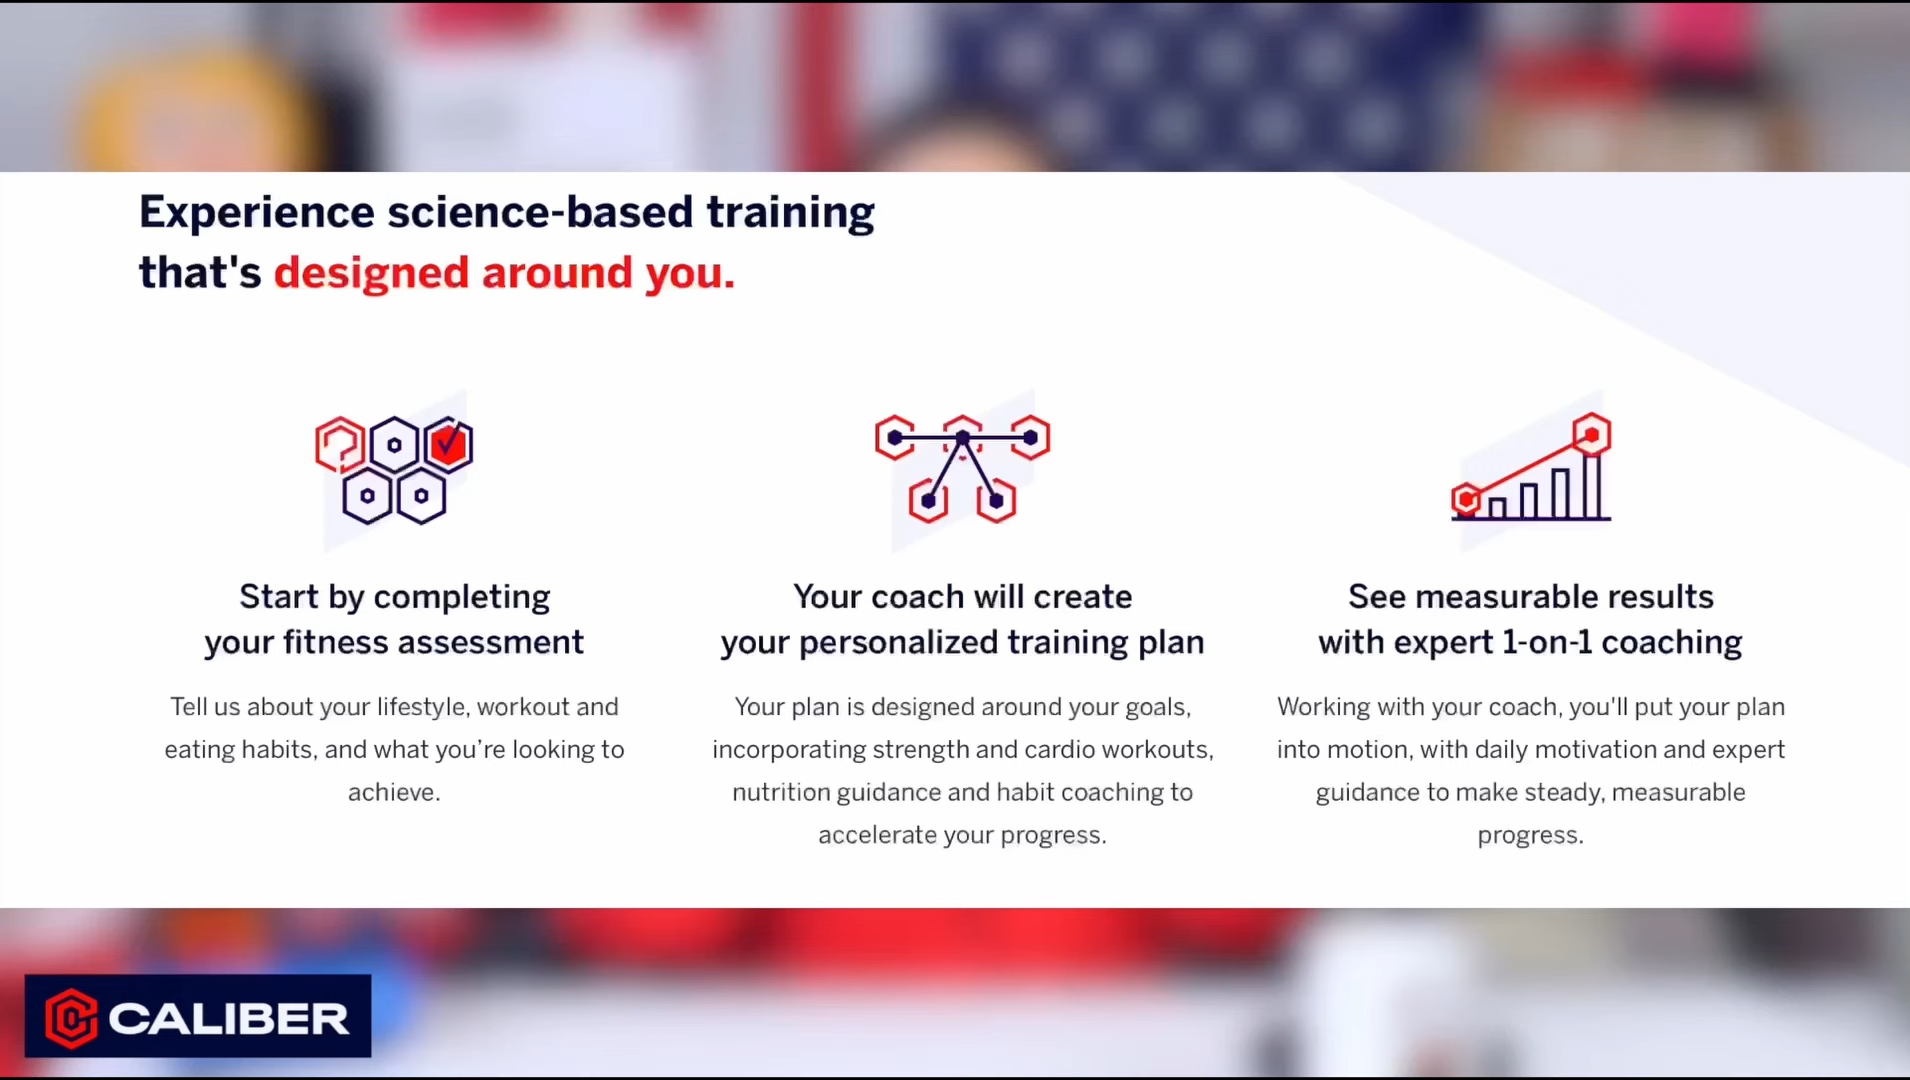 Experience science-based training
that's designed around you.
Start by completing
your fitness assessment
Tell us about your lifestyle, workout and
eating habits, and what you’re looking to
achieve.
Your coach will create
your personalized training plan
Your plan is designed around your goals,
incorporating strength and cardio workouts,
nutrition guidance and habit coaching to
accelerate your progress.
See measurable results
with expert 1-on-1 coaching
Working with your coach, you'll put your plan
into motion, with daily motivation and expert
guidance to make steady, measurable
progress.
CALIBER